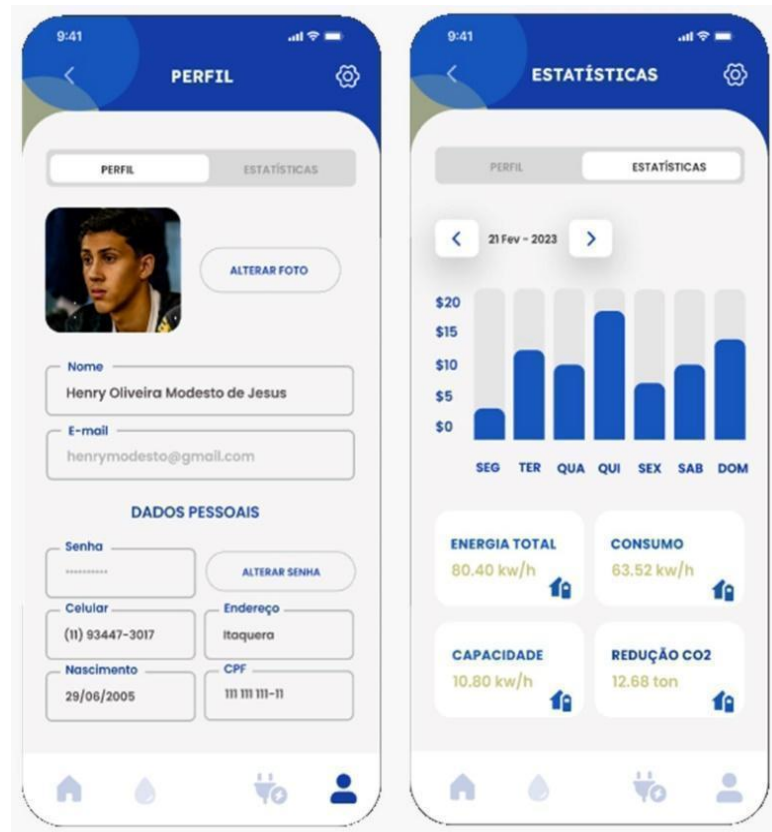 9:41
PERFIL
PERFIL ESTATÍSTICAS
ALTERAR FOTO
Nome
Henry Oliveira Modesto de Jesus
E-mail
henrymodesto@gmail.com
DADOS PESSOAIS
Senha
**********
ALTERAR SENHA
Celular
(11) 93447-3017
Endereço
Itaquera
Nascimento
29/06/2005
CPF
111 111 111-11
9:41
ESTATÍSTICAS
PERFIL ESTATÍSTICAS
21 Fev - 2023
$20
$15
$10
$5
$0
SEG TER QUA QUI SEX SAB DOM
ENERGIA TOTAL
80.40 kw/h
CONSUMO
63.52 kw/h
CAPACIDADE
10.80 kw/h
REDUÇÃO CO2
12.68 ton